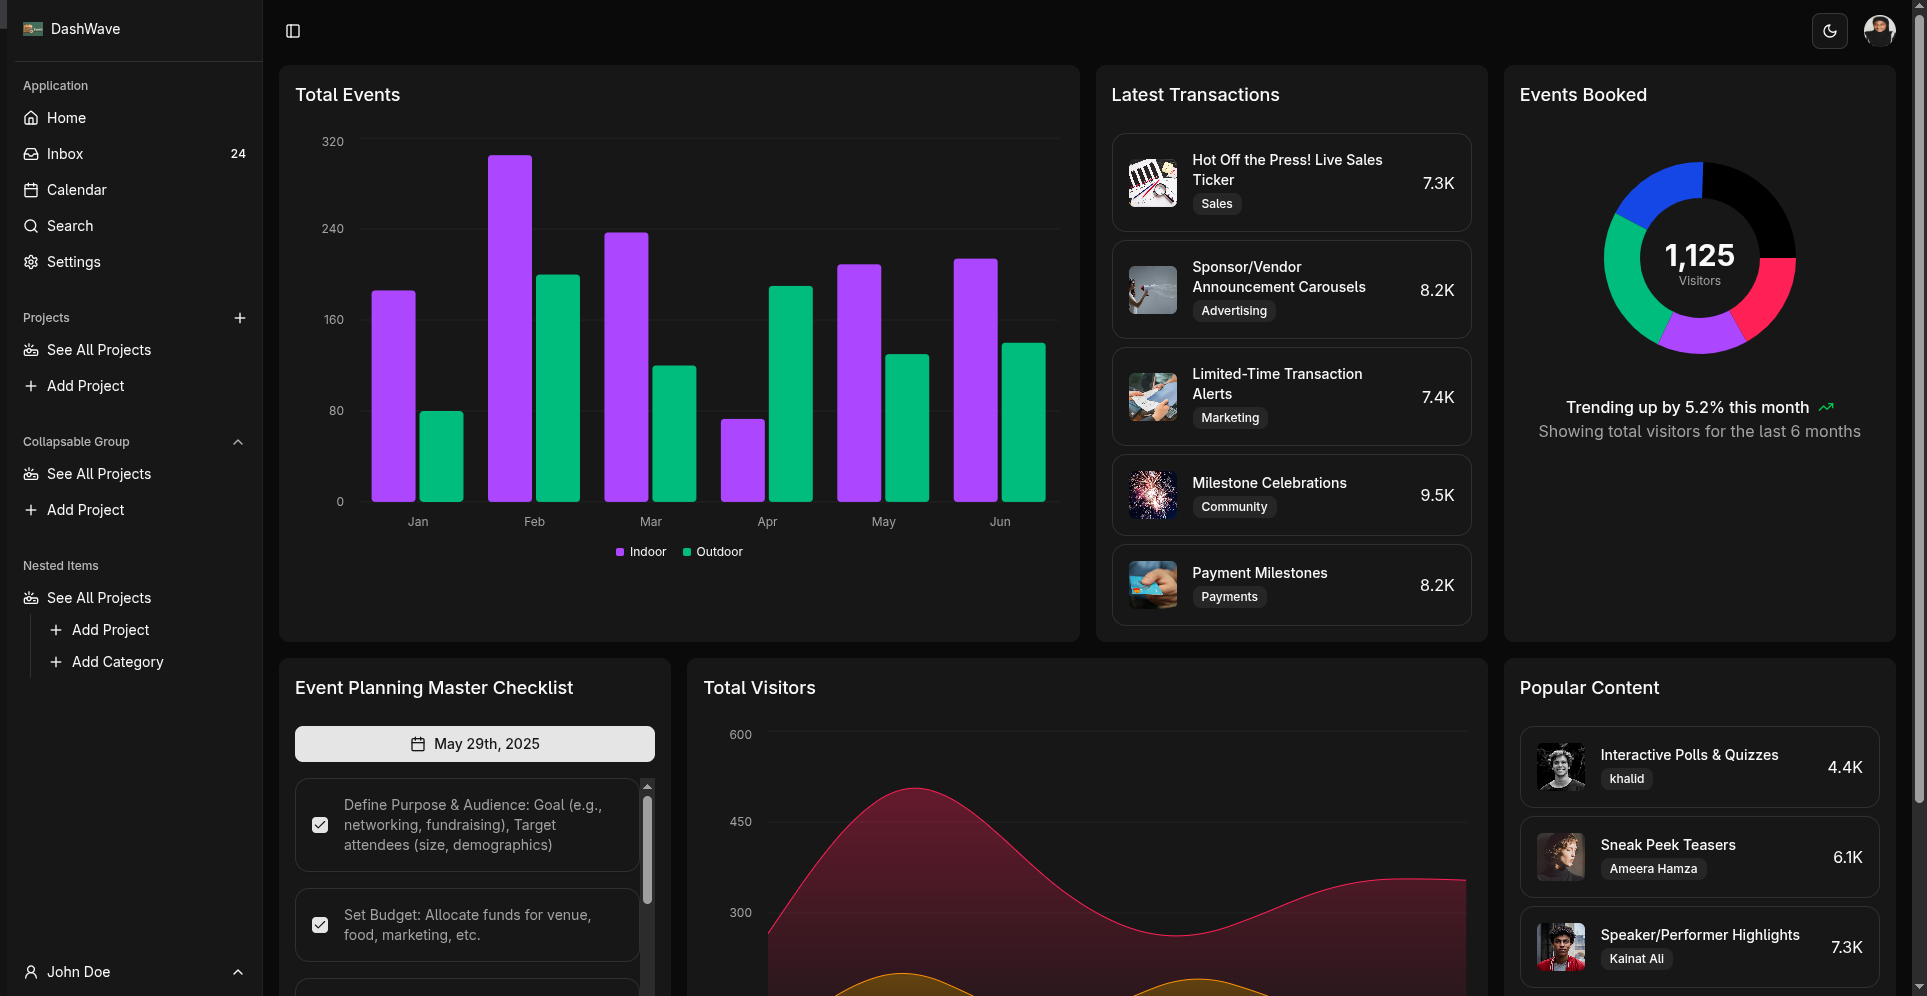 DashWave
Application
Home
Inbox 24
Calendar
Search
Settings
Projects
See All Projects
Add Project
Collapsable Group
See All Projects
Add Project
Nested Items
See All Projects
Add Project
Add Category
John Doe
Total Events
320
240
160
80
0
Jan Feb Mar Apr May Jun
Indoor Outdoor
Latest Transactions
Hot Off the Press! Live Sales
Ticker
Sales
7.3K
Sponsor/Vendor
Announcement Carousels
Advertising
8.2K
Limited-Time Transaction
Alerts
Marketing
7.4K
Milestone Celebrations
Community
9.5K
Payment Milestones
Payments
8.2K
Events Booked
1,125
Visitors
Trending up by 5.2% this month
Showing total visitors for the last 6 months
Event Planning Master Checklist
May 29th, 2025
Define Purpose & Audience: Goal (e.g.,
networking, fundraising), Target
attendees (size, demographics)
Set Budget: Allocate funds for venue,
food, marketing, etc.
Total Visitors
600
450
300
Popular Content
Interactive Polls & Quizzes
khalid
4.4K
Sneak Peek Teasers
Ameera Hamza
6.1K
Speaker/Performer Highlights
Kainat Ali
7.3K